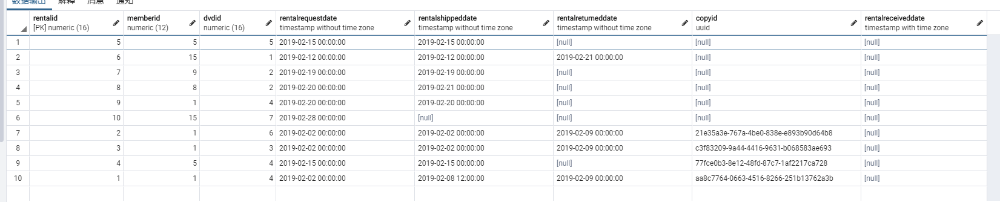 数据输出 解释 消息 通知
rentalid memberid dvdid rentalrequestdate rentalshippeddate rentalreturneddate copyid rentalreceiveddate
[PK] numeric (16) numeric (12) numeric (16) timestamp without time zone timestamp without time zone timestamp without time zone uuid timestamp with time zone
1 5 5 5 2019-02-15 00:00:00 2019-02-15 00:00:00 [null] [null] [null]
2 6 15 1 2019-02-12 00:00:00 2019-02-12 00:00:00 2019-02-21 00:00:00 [null] [null]
3 7 9 2 2019-02-19 00:00:00 2019-02-19 00:00:00 [null] [null] [null]
4 8 8 2 2019-02-20 00:00:00 2019-02-21 00:00:00 [null] [null] [null]
5 9 1 4 2019-02-20 00:00:00 2019-02-20 00:00:00 [null] [null] [null]
6 10 15 7 2019-02-28 00:00:00 [null] [null] [null] [null]
7 2 1 6 2019-02-02 00:00:00 2019-02-02 00:00:00 2019-02-09 00:00:00 21e35a3e-767a-4be0-838e-e893b90d64b8 [null]
8 3 1 3 2019-02-02 00:00:00 2019-02-02 00:00:00 2019-02-09 00:00:00 c3f83209-9a44-4416-9631-b068583ae693 [null]
9 4 5 4 2019-02-15 00:00:00 2019-02-15 00:00:00 [null] 77fce0b3-8e12-48fd-87c7-1af2217ca728 [null]
10 1 1 4 2019-02-02 00:00:00 2019-02-08 12:00:00 2019-02-09 00:00:00 aa8c7764-0663-4516-8266-251b13762a3b [null]